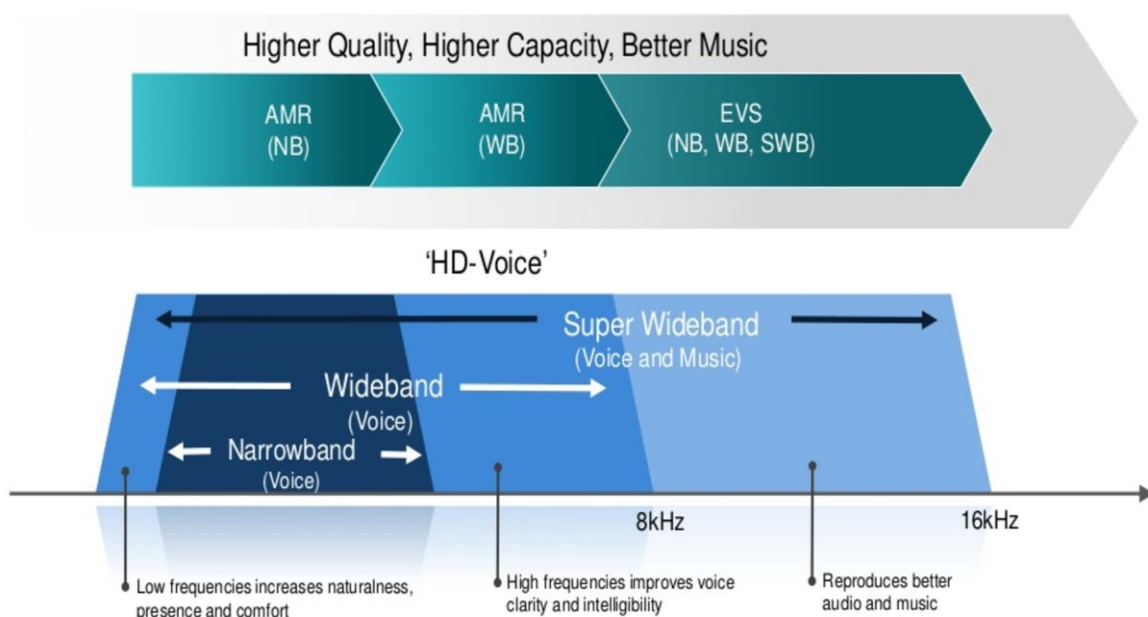 Higher Quality, Higher Capacity, Better Music
AMR
(NB)
AMR
(WB)
EVS
(NB, WB, SWB)
‘HD-Voice’
Super Wideband
(Voice and Music)
Wideband
(Voice)
Narrowband
(Voice)
8kHz
16kHz
Low frequencies increases naturalness,
presence and comfort
High frequencies improves voice
clarity and intelligibility
Reproduces better
audio and music